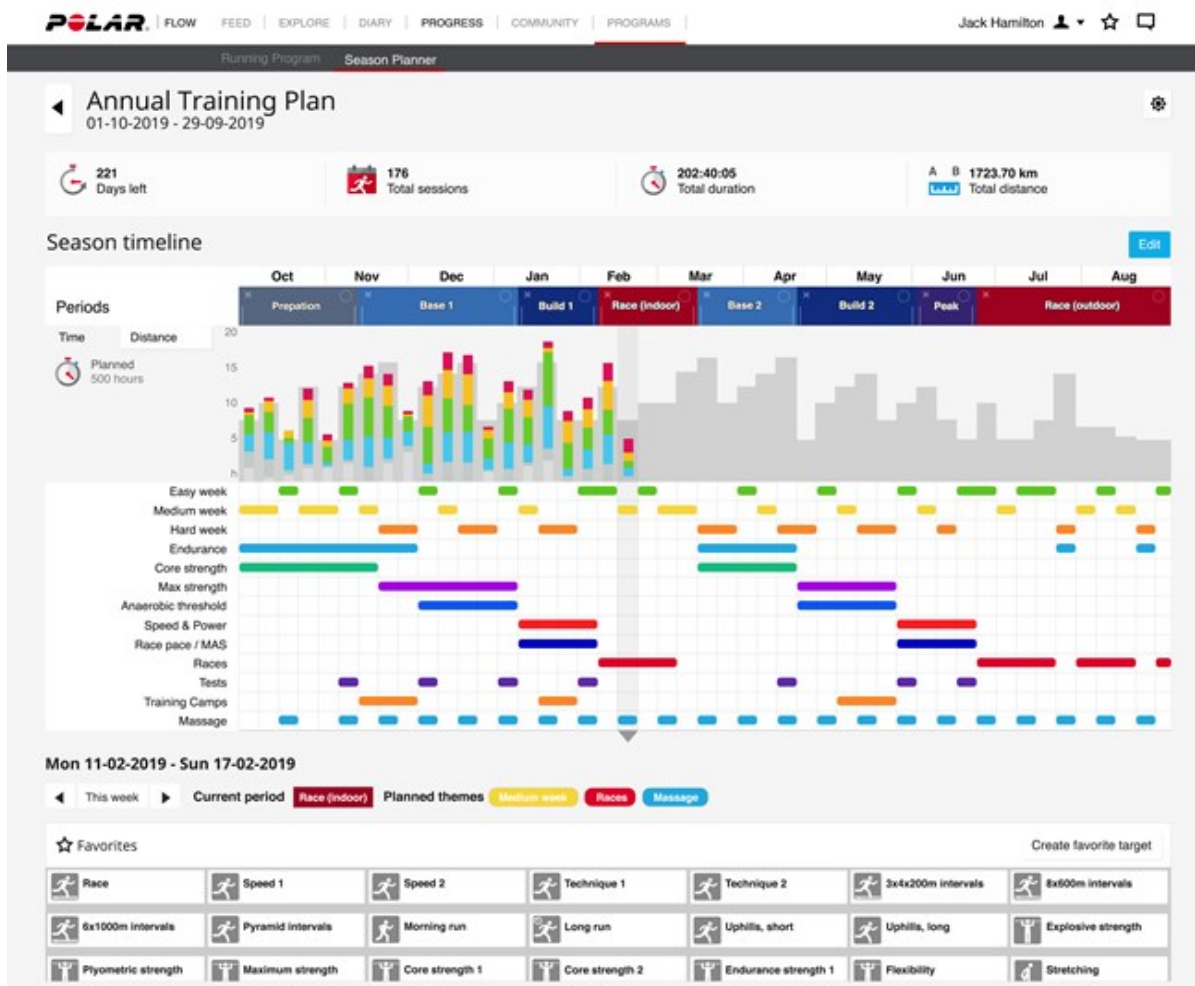 POLAR. FLOW FEED EXPLORE DIARY PROGRESS COMMUNITY PROGRAMS Jack Hamilton
Running Program Season Planner
Annual Training Plan
01-10-2019 - 29-09-2019
221 Days left
176 Total sessions
202:40:05 Total duration
A B 1723.70 km Total distance
Season timeline Edit
Oct Nov Dec Jan Feb Mar Apr May Jun Jul Aug
Periods Prepation Base 1 Build 1 Race (indoor) Base 2 Build 2 Peak Race (outdoor)
Time Distance
Planned
500 hours
20
15
10
5
h
Easy week
Medium week
Hard week
Endurance
Core strength
Max strength
Anaerobic threshold
Speed & Power
Race pace / MAS
Races
Tests
Training Camps
Massage
Mon 11-02-2019 - Sun 17-02-2019
This week Current period Race (indoor) Planned themes Medium week Races Massage
Favorites Create favorite target
Race Speed 1 Speed 2 Technique 1 Technique 2 3x4x200m intervals 8x600m intervals
6x1000m intervals Pyramid intervals Morning run Long run Uphills, short Uphills, long Explosive strength
Plyometric strength Maximum strength Core strength 1 Core strength 2 Endurance strength 1 Flexibility Stretching